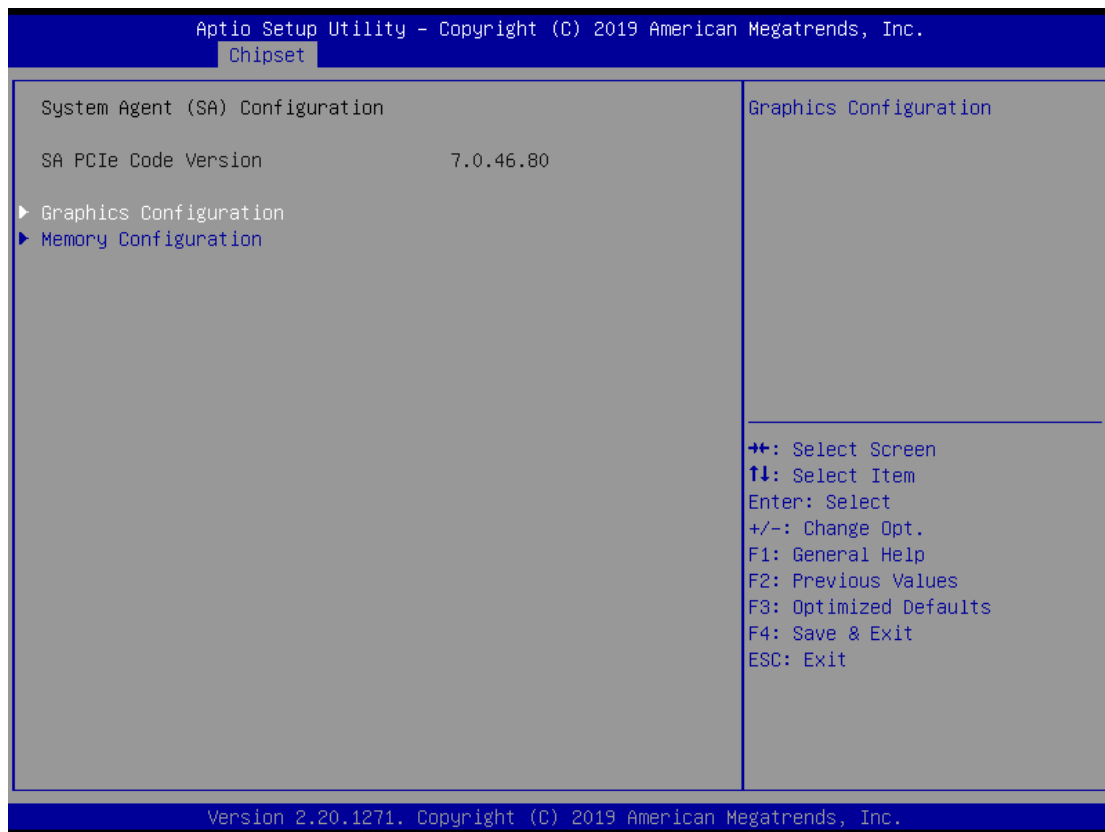 Aptio Setup Utility – Copyright (C) 2019 American Megatrends, Inc.
Chipset
System Agent (SA) Configuration
SA PCIe Code Version 7.0.46.80
▶ Graphics Configuration
▶ Memory Configuration
Graphics Configuration
→←: Select Screen
↑↓: Select Item
Enter: Select
+/-: Change Opt.
F1: General Help
F2: Previous Values
F3: Optimized Defaults
F4: Save & Exit
ESC: Exit
Version 2.20.1271. Copyright (C) 2019 American Megatrends, Inc.